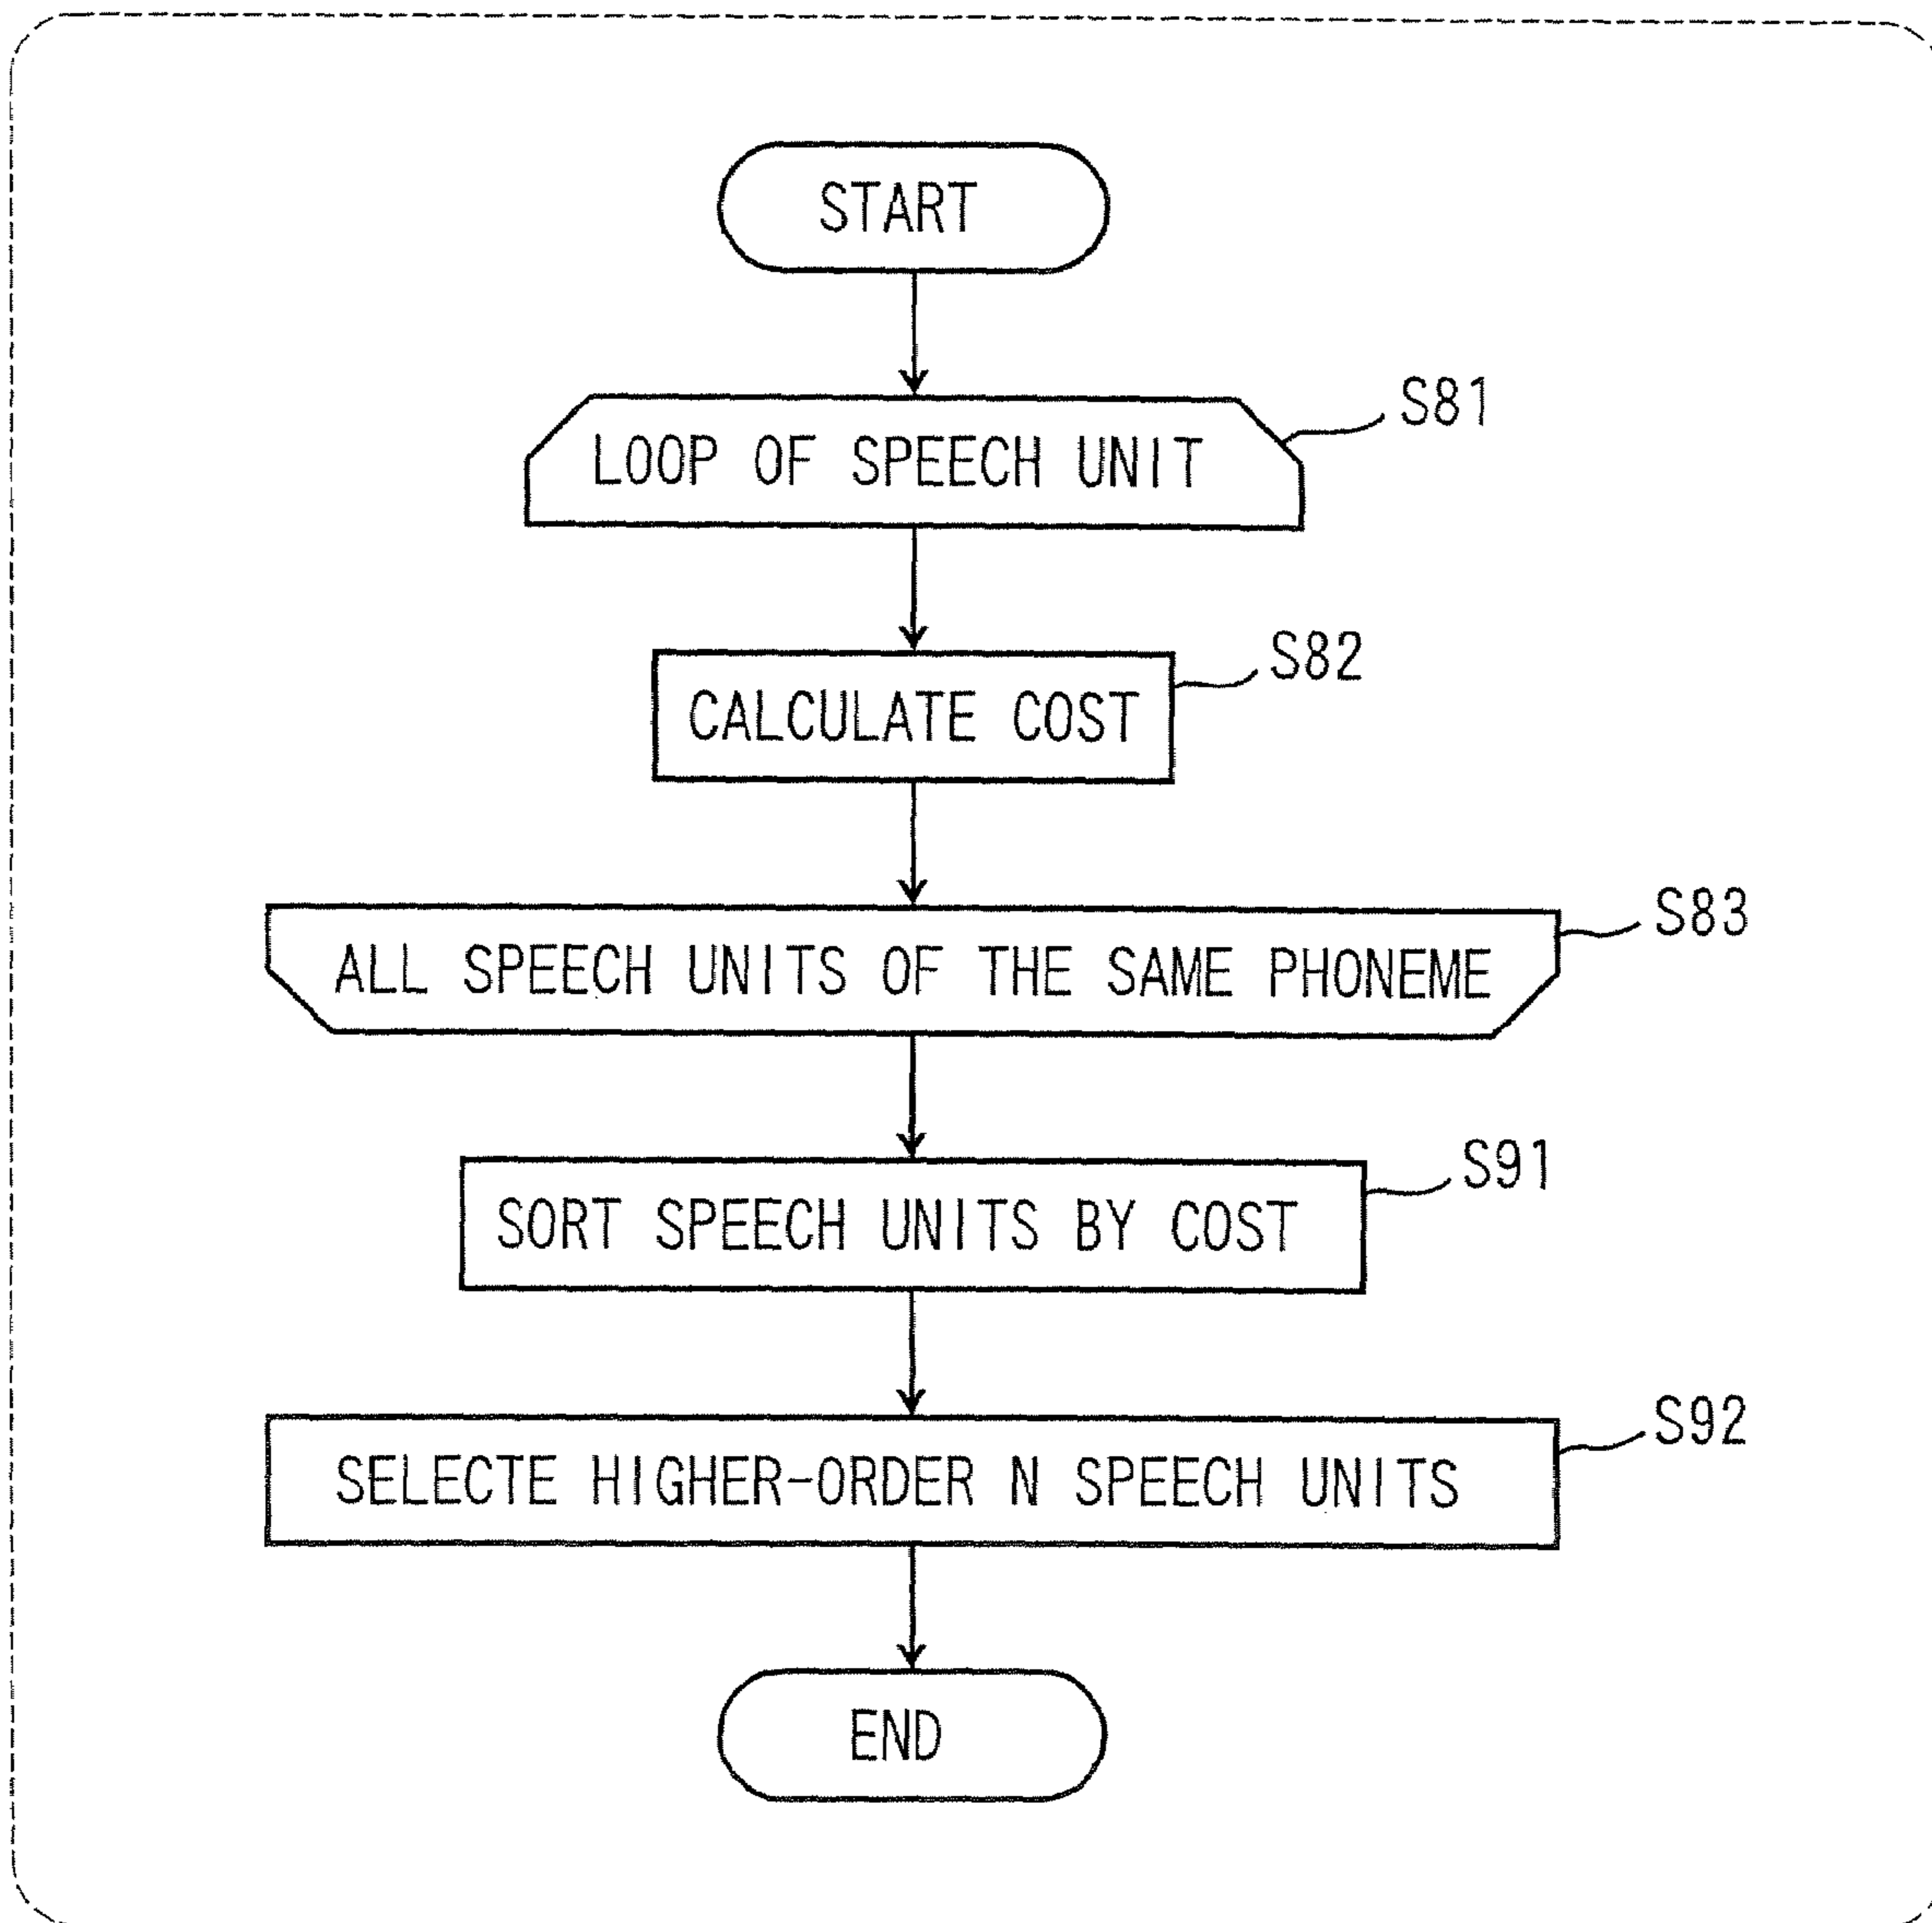 START
LOOP OF SPEECH UNIT
S81
CALCULATE COST
S82
ALL SPEECH UNITS OF THE SAME PHONEME
S83
SORT SPEECH UNITS BY COST
S91
SELECTE HIGHER-ORDER N SPEECH UNITS
S92
END